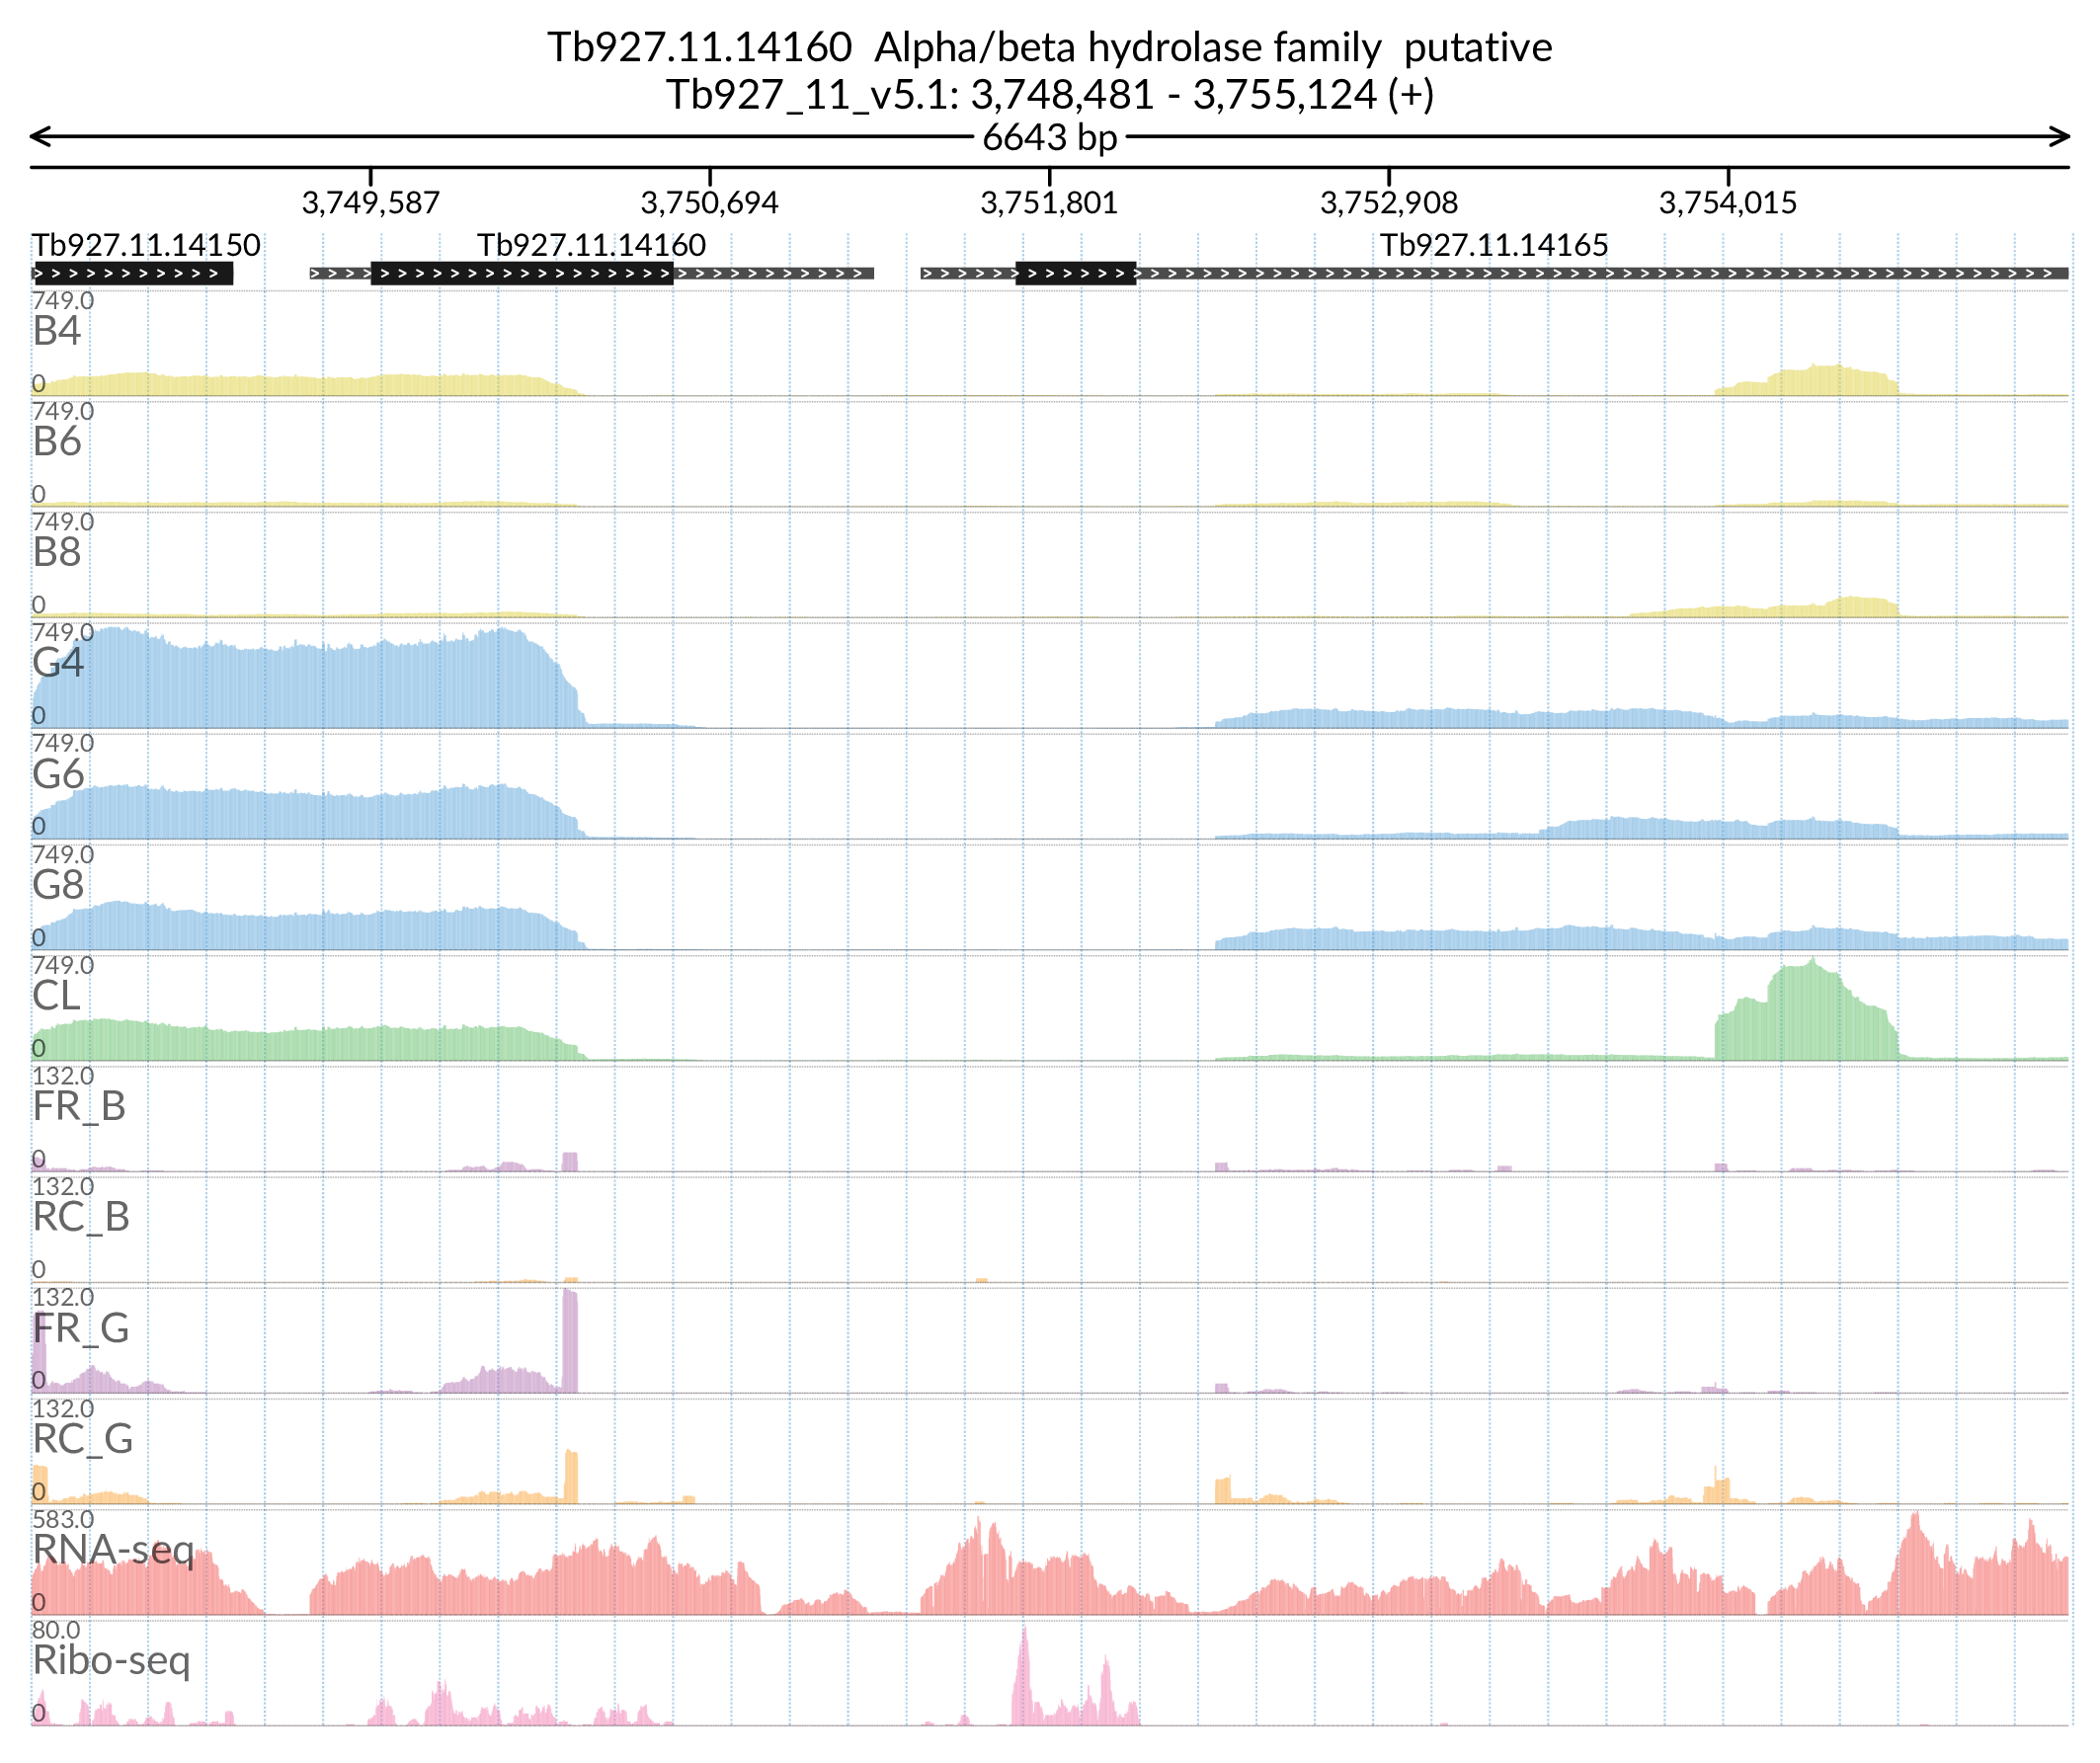 Tb927.11.14160  Alpha/beta hydrolase family  putative
Tb927_11_v5.1: 3,748,481 - 3,755,124 (+)
6643 bp
3,749,587 3,750,694 3,751,801 3,752,908 3,754,015
Tb927.11.14150 Tb927.11.14160 Tb927.11.14165
749.0
B4
0
749.0
B6
0
749.0
B8
0
749.0
G4
0
749.0
G6
0
749.0
G8
0
749.0
CL
0
132.0
FR_B
0
132.0
RC_B
0
132.0
FR_G
0
132.0
RC_G
0
583.0
RNA-seq
0
80.0
Ribo-seq
0